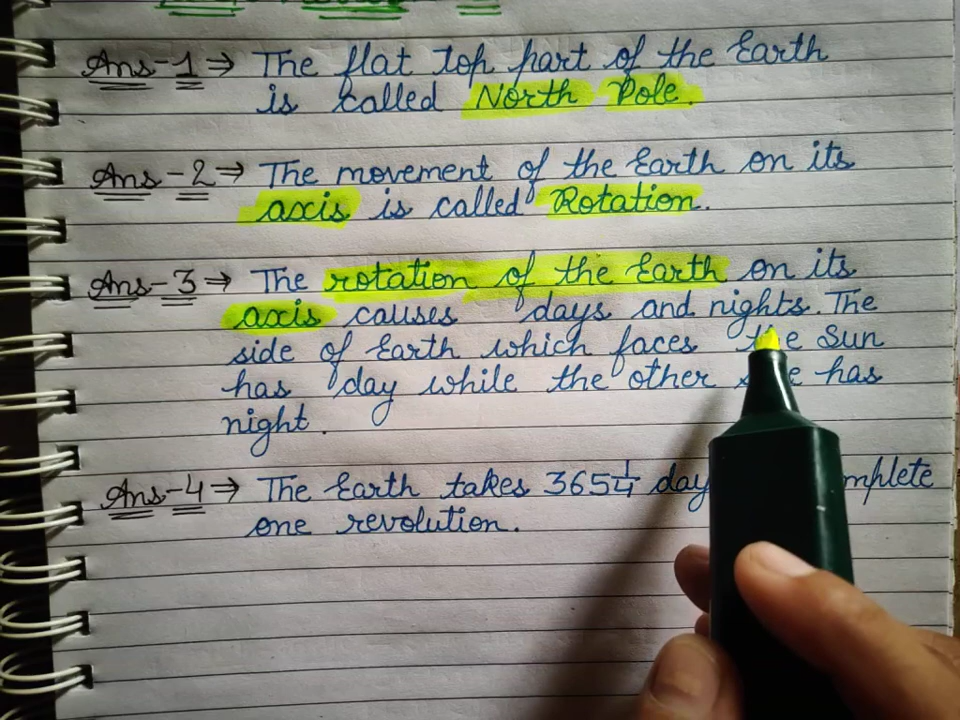 Ans-1 ⇒ The flat top part of the Earth
is called North Pole.
Ans-2 ⇒ The movement of the Earth on its
axis is called Rotation.
Ans-3 ⇒ The rotation of the Earth on its
axis causes days and nights. The
side of Earth which faces the Sun
has day while the other has
night.
Ans-4 ⇒ The Earth takes 365 1/4
one revolution.